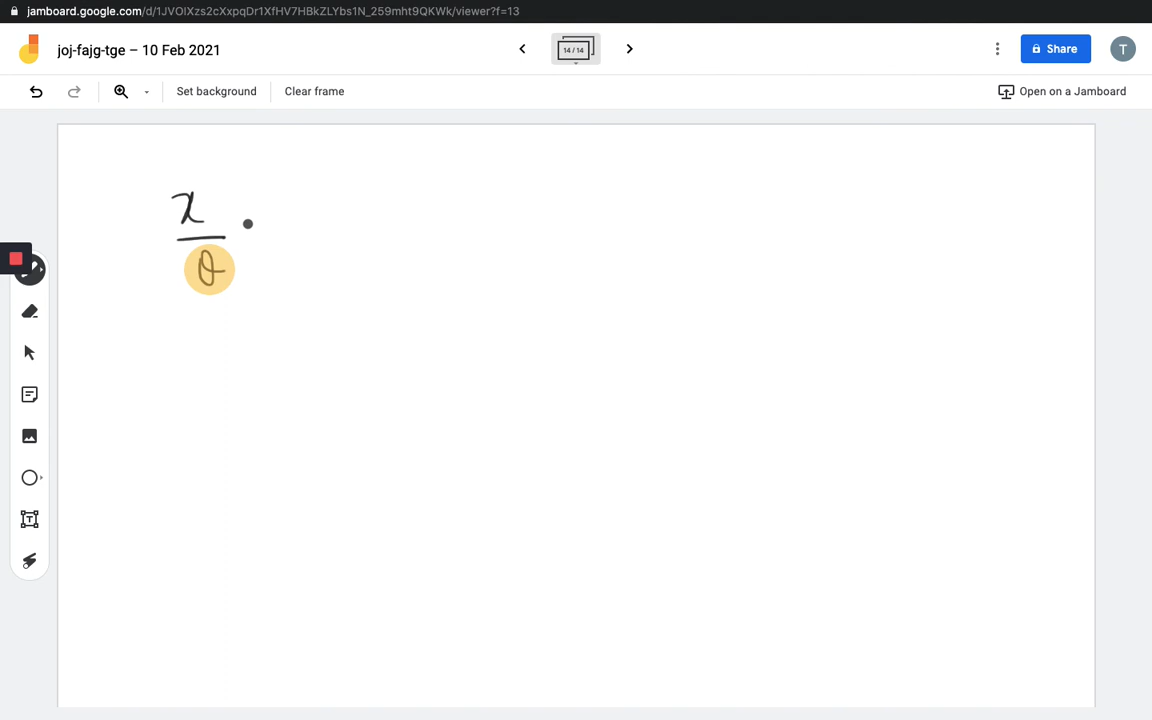 jamboard.google.com/d/1JVOlXzs2cXxpqDr1XfHV7HBkZLYbs1N_259mht9QKWk/viewer?f=13
joj-fajg-tge – 10 Feb 2021
14 / 14
Share
T
Set background
Clear frame
Open on a Jamboard
x
θ
T